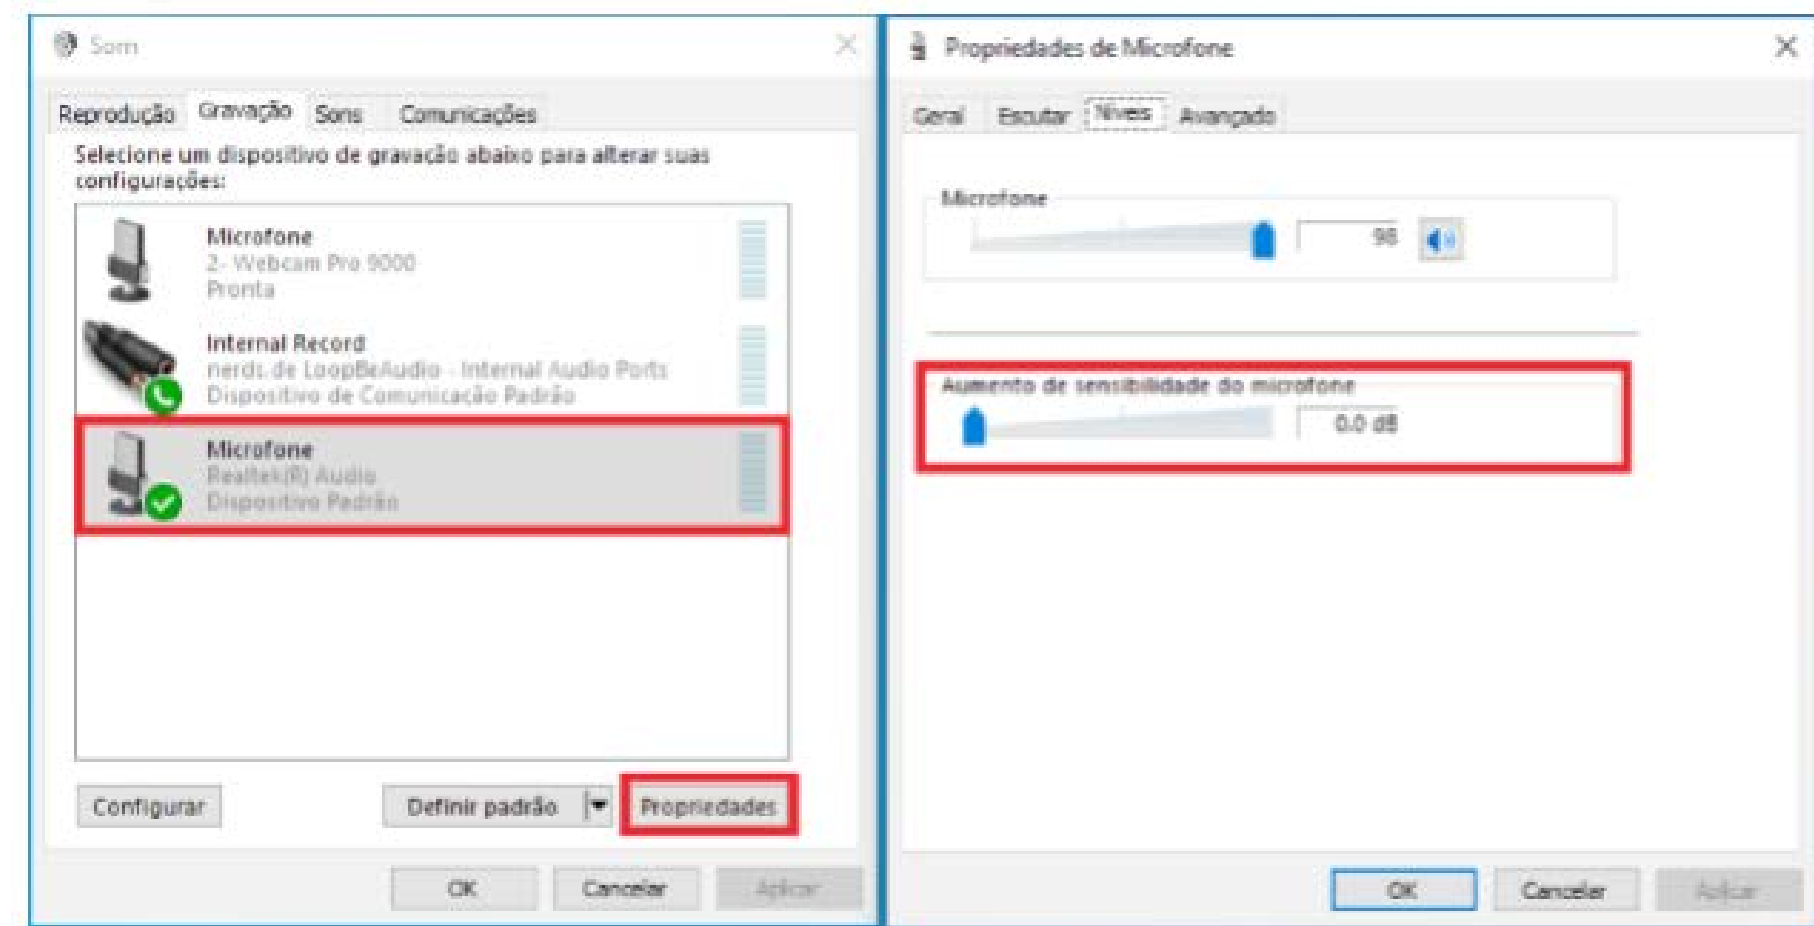 Som
Reprodução Gravação Sons Comunicações
Selecione um dispositivo de gravação abaixo para alterar suas
configurações:
Microfone
2- Webcam Pro 9000
Pronta
Internal Record
nerds.de LoopBeAudio - Internal Audio Ports
Dispositivo de Comunicação Padrão
Microfone
Realtek(R) Audio
Dispositivo Padrão
Configurar Definir padrão Propriedades
OK Cancelar Aplicar
Propriedades de Microfone
Geral Escutar Níveis Avançado
Microfone
98
Aumento de sensibilidade do microfone
0.0 dB
OK Cancelar Aplicar